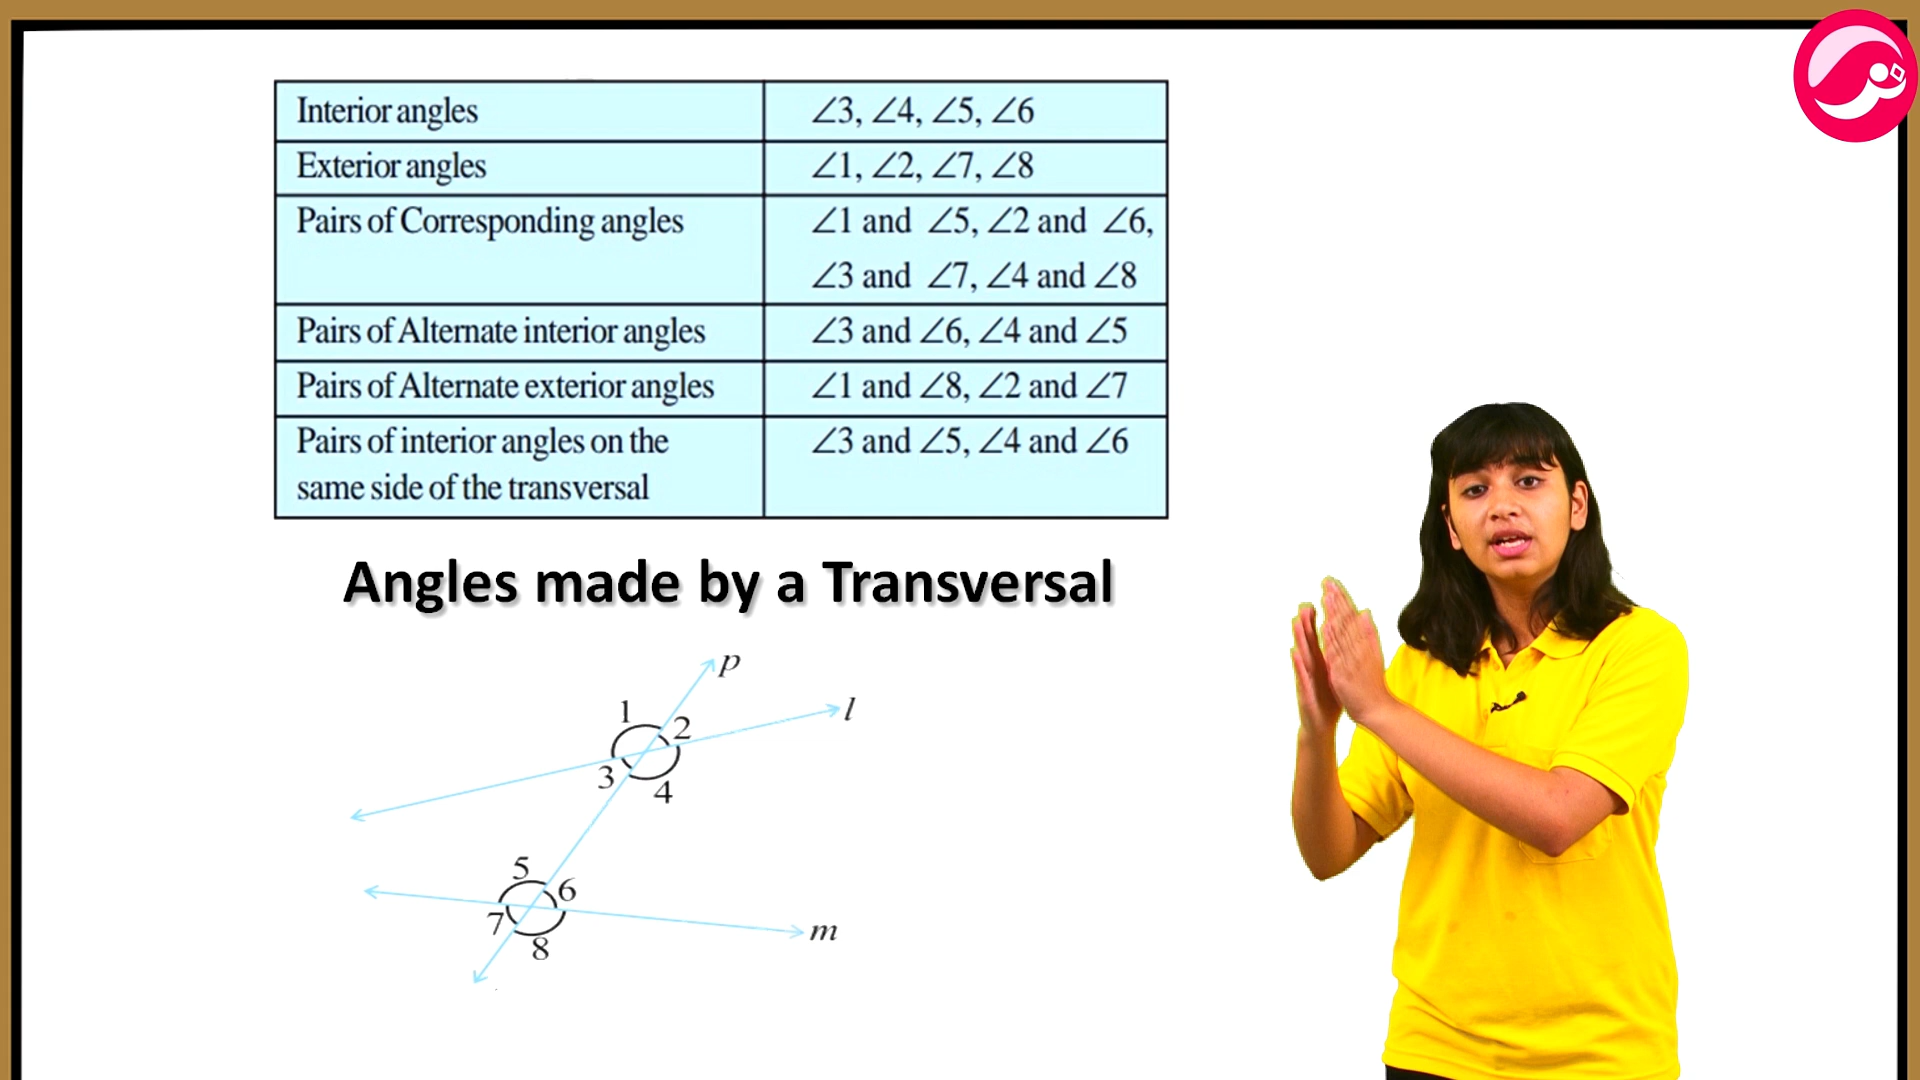 Interior angles ∠3, ∠4, ∠5, ∠6
Exterior angles ∠1, ∠2, ∠7, ∠8
Pairs of Corresponding angles ∠1 and ∠5, ∠2 and ∠6,
∠3 and ∠7, ∠4 and ∠8
Pairs of Alternate interior angles ∠3 and ∠6, ∠4 and ∠5
Pairs of Alternate exterior angles ∠1 and ∠8, ∠2 and ∠7
Pairs of interior angles on the ∠3 and ∠5, ∠4 and ∠6
same side of the transversal
Angles made by a Transversal
p
l
1
2
3
4
5
6
7
8
m